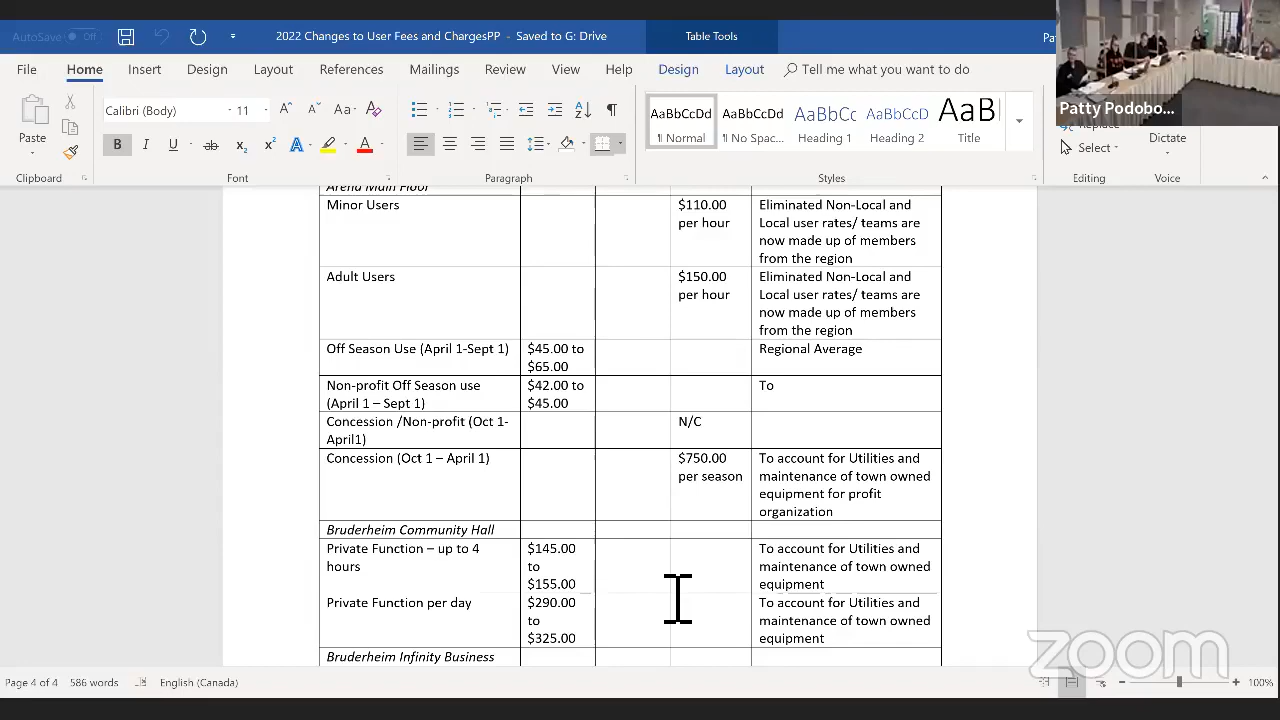 AutoSave Off
2022 Changes to User Fees and ChargesPP - Saved to G: Drive
Table Tools
File Home Insert Design Layout References Mailings Review View Help Design Layout Tell me what you want to do
Patty Podobo...
Calibri (Body) 11
Paste
AaBbCcDd
¶ Normal
AaBbCcDd
¶ No Spac...
AaBbCc
Heading 1
AaBbCcD
Heading 2
AaB
Title
Replace
Select
Dictate
Clipboard Font Paragraph Styles Editing Voice
Arena Main Floor
Minor Users
$110.00
per hour
Eliminated Non-Local and
Local user rates/ teams are
now made up of members
from the region
Adult Users
$150.00
per hour
Eliminated Non-Local and
Local user rates/ teams are
now made up of members
from the region
Off Season Use (April 1-Sept 1)
$45.00 to
$65.00
Regional Average
Non-profit Off Season use
(April 1 – Sept 1)
$42.00 to
$45.00
To
Concession /Non-profit (Oct 1-
April1)
N/C
Concession (Oct 1 – April 1)
$750.00
per season
To account for Utilities and
maintenance of town owned
equipment for profit
organization
Bruderheim Community Hall
Private Function – up to 4
hours
$145.00
to
$155.00
To account for Utilities and
maintenance of town owned
equipment
Private Function per day
$290.00
to
$325.00
To account for Utilities and
maintenance of town owned
equipment
Bruderheim Infinity Business
zoom
Page 4 of 4 586 words English (Canada) 100%